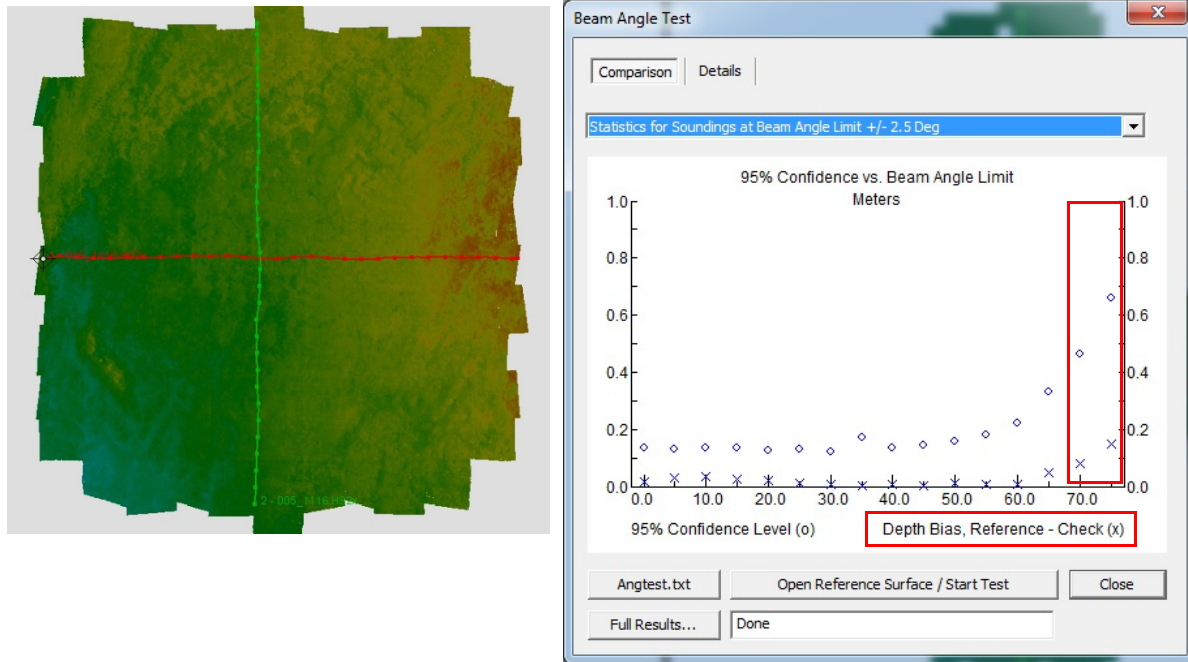 2 - 005_1116.HSX
Beam Angle Test
Comparison
Details
Statistics for Soundings at Beam Angle Limit +/- 2.5 Deg
95% Confidence vs. Beam Angle Limit
Meters
1.0 1.0
0.8 0.8
0.6 0.6
0.4 0.4
0.2 0.2
0.0 0.0
0.0 10.0 20.0 30.0 40.0 50.0 60.0 70.0
95% Confidence Level (o) Depth Bias, Reference - Check (x)
Angtest.txt Open Reference Surface / Start Test Close
Full Results... Done